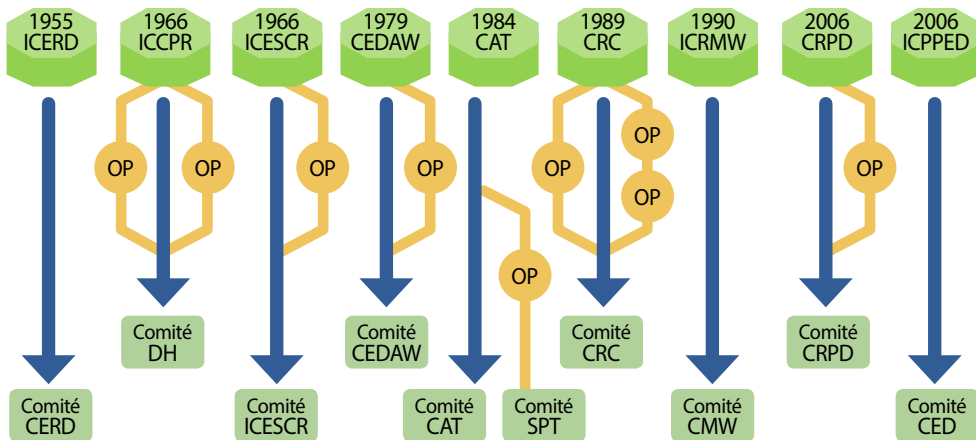 1955
ICERD
1966
ICCPR
1966
ICESCR
1979
CEDAW
1984
CAT
1989
CRC
1990
ICRMW
2006
CRPD
2006
ICPPED
OP
OP
OP
OP
OP
OP
OP
OP
OP
Comité
DH
Comité
CEDAW
Comité
CRC
Comité
CRPD
Comité
CERD
Comité
ICESCR
Comité
CAT
Comité
SPT
Comité
CMW
Comité
CED